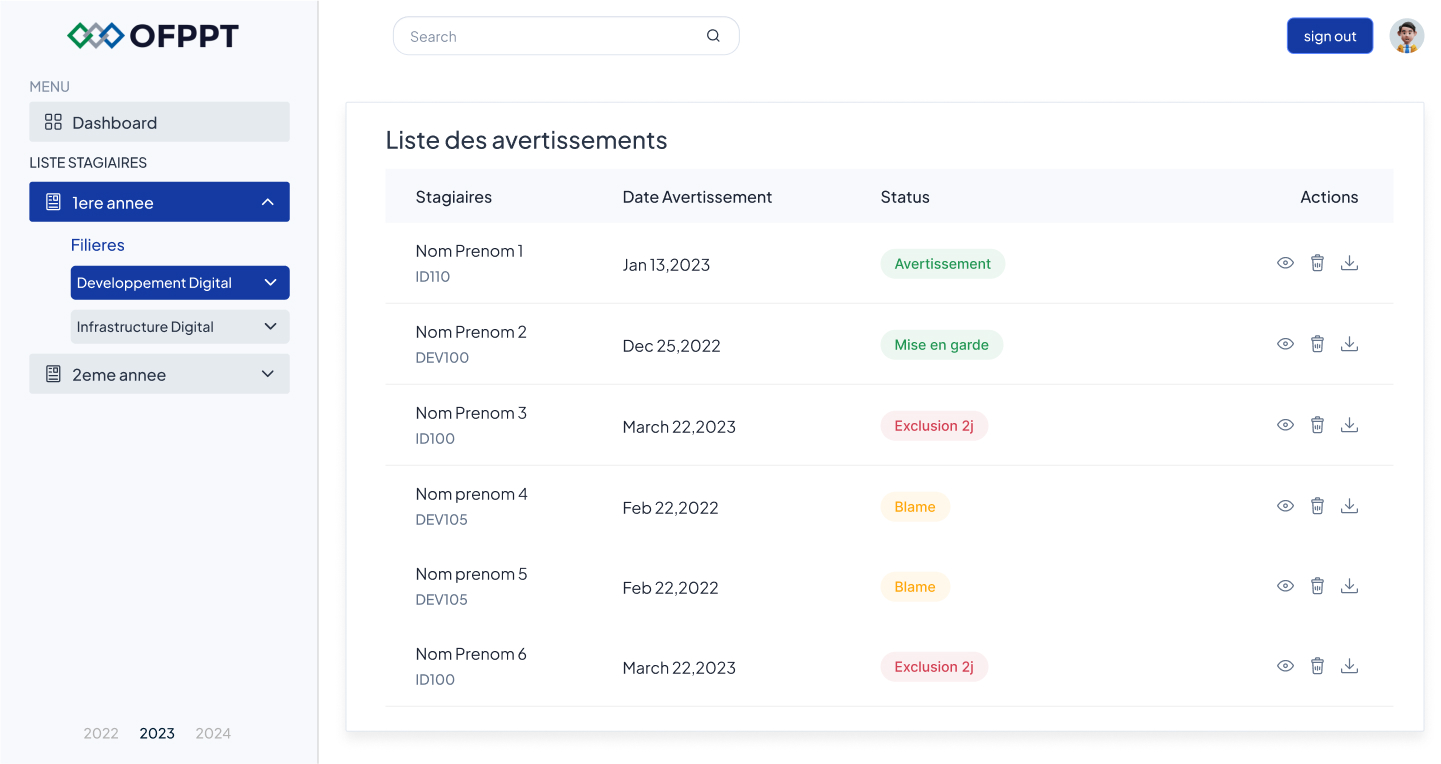 OFPPT
Search
sign out
MENU
Dashboard
LISTE STAGIAIRES
1ere annee
Filieres
Developpement Digital
Infrastructure Digital
2eme annee
2022 2023 2024
Liste des avertissements
Stagiaires Date Avertissement Status Actions
Nom Prenom 1
ID110
Jan 13,2023
Avertissement
Nom Prenom 2
DEV100
Dec 25,2022
Mise en garde
Nom Prenom 3
ID100
March 22,2023
Exclusion 2j
Nom prenom 4
DEV105
Feb 22,2022
Blame
Nom prenom 5
DEV105
Feb 22,2022
Blame
Nom Prenom 6
ID100
March 22,2023
Exclusion 2j